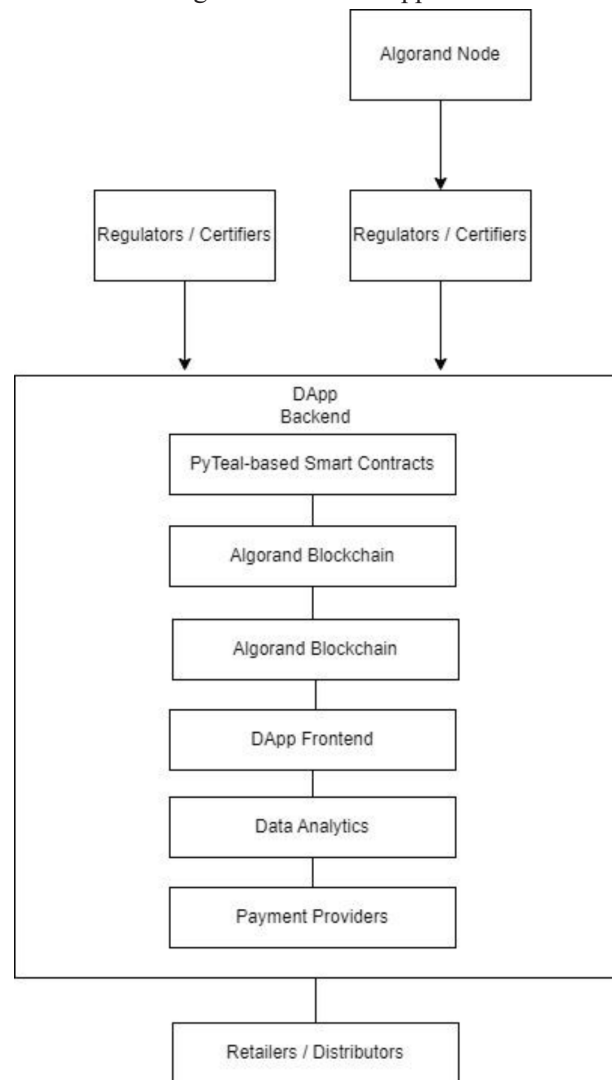 Algorand Node
Regulators / Certifiers
Regulators / Certifiers
DApp
Backend
PyTeal-based Smart Contracts
Algorand Blockchain
Algorand Blockchain
DApp Frontend
Data Analytics
Payment Providers
Retailers / Distributors